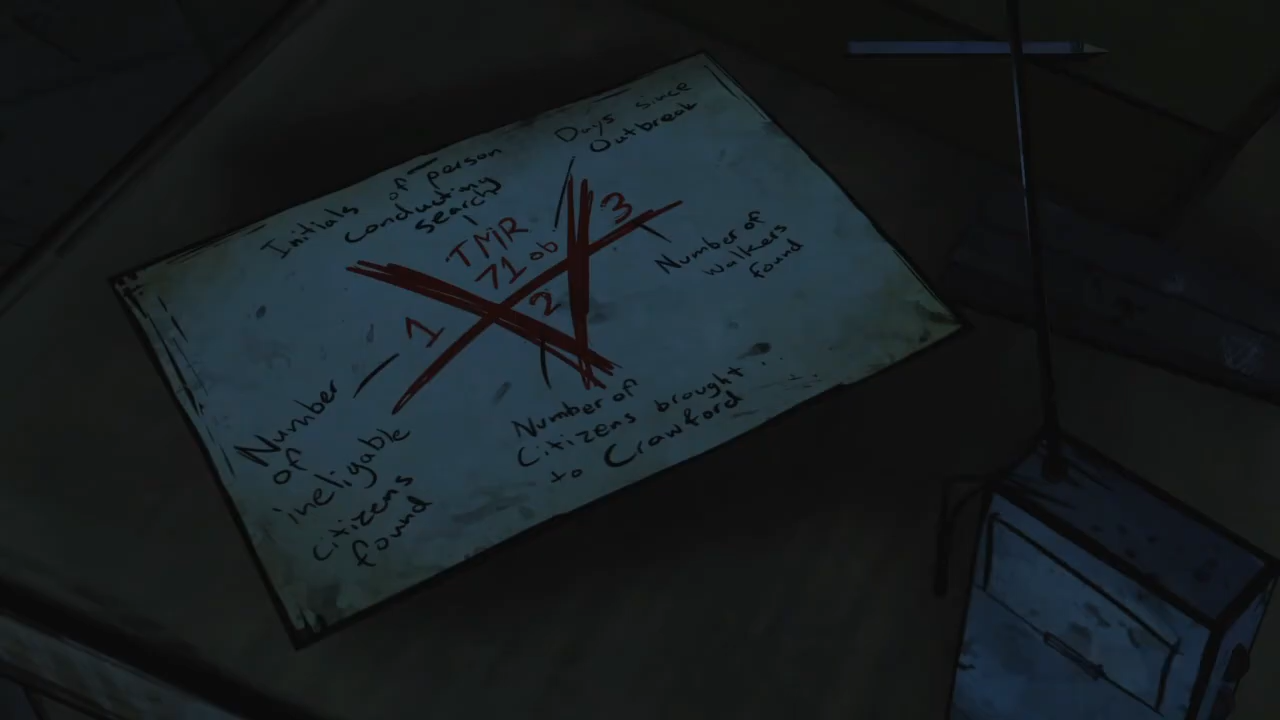 Initials of person
conducting
search
Days since
Outbreak
TMR
71 ob
3
Number of
walkers
found
1
2
Number
of
ineligable
citizens
found
Number of
Citizens brought
to Crawford